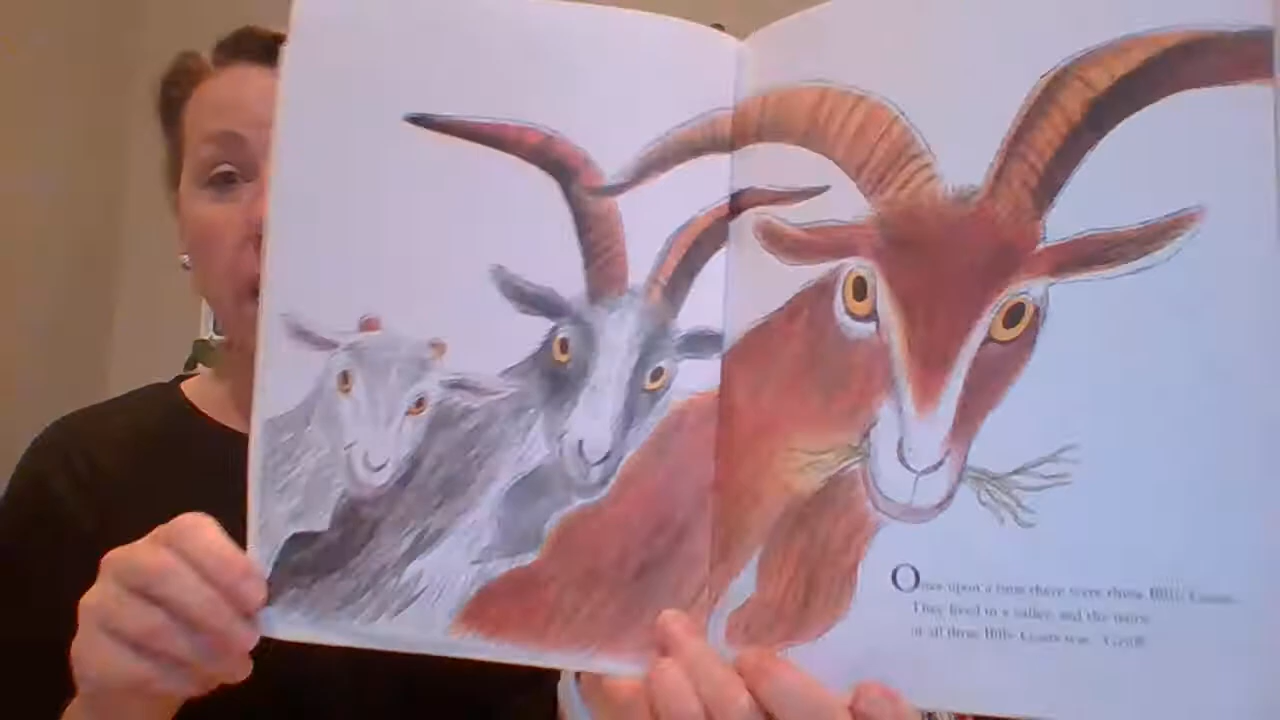 Once upon a time there were three Billy Goats.
They lived in a valley, and the name
of all three Billy Goats was "Gruff."